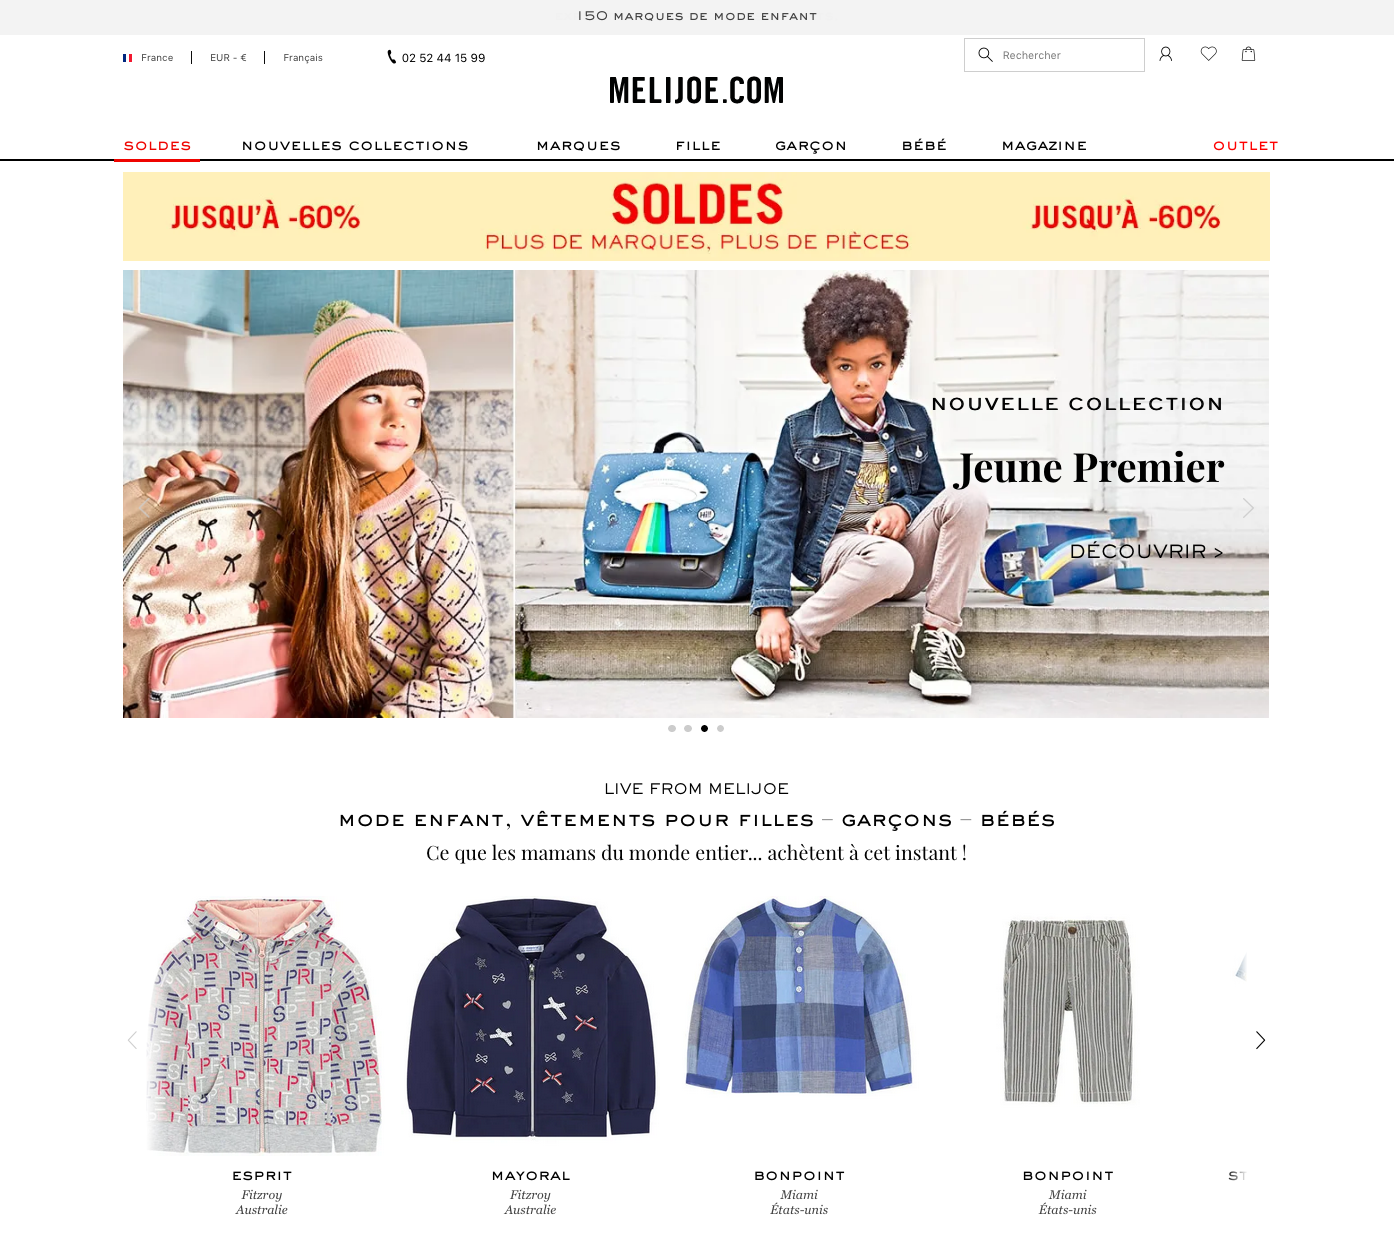 150 MARQUES DE MODE ENFANT
France
EUR - €
Français
02 52 44 15 99
Rechercher
MELIJOE.COM
SOLDES
NOUVELLES COLLECTIONS
MARQUES
FILLE
GARÇON
BÉBÉ
MAGAZINE
OUTLET
JUSQU'À -60%
SOLDES
PLUS DE MARQUES, PLUS DE PIÈCES
JUSQU'À -60%
NOUVELLE COLLECTION
Jeune Premier
DÉCOUVRIR >
Hi!!
LIVE FROM MELIJOE
MODE ENFANT, VÊTEMENTS POUR FILLES – GARÇONS – BÉBÉS
Ce que les mamans du monde entier... achètent à cet instant !
ESPRIT
Fitzroy
Australie
MAYORAL
Fitzroy
Australie
BONPOINT
Miami
États-unis
BONPOINT
Miami
États-unis